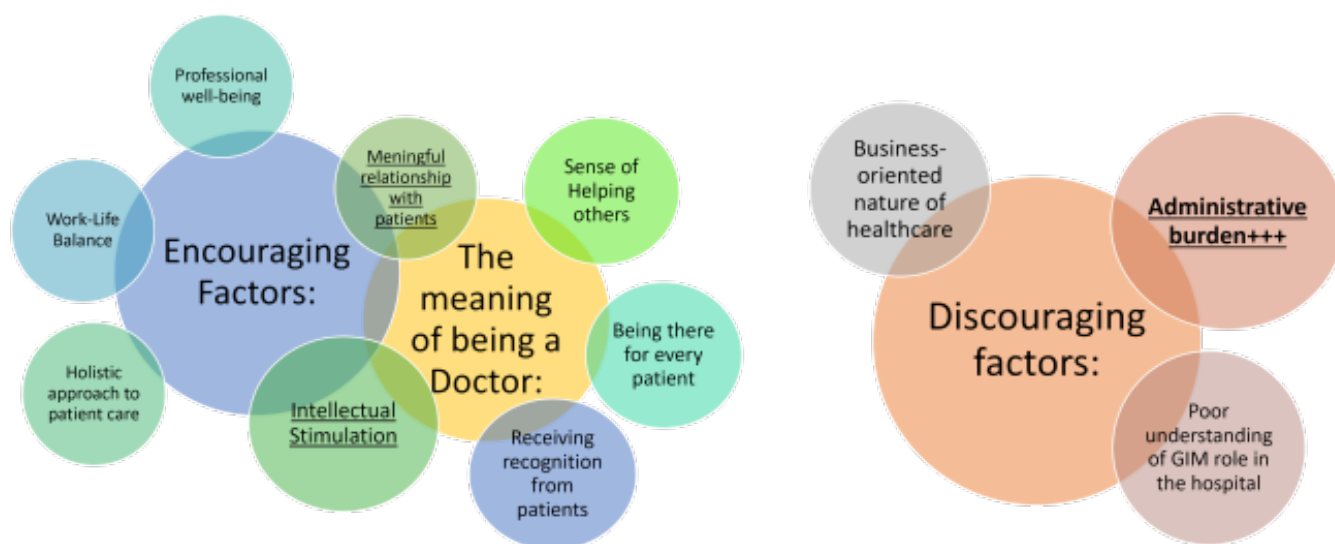 Professional
well-being
Work-Life
Balance
Holistic
approach to
patient care
Encouraging
Factors:
Meaningful
relationship
with
patients
Intellectual
Stimulation
The
meaning
of being a
Doctor:
Sense of
Helping
others
Being there
for every
patient
Receiving
recognition
from
patients
Business-
oriented
nature of
healthcare
Discouraging
factors:
Administrative
burden+++
Poor
understanding
of GIM role in
the hospital